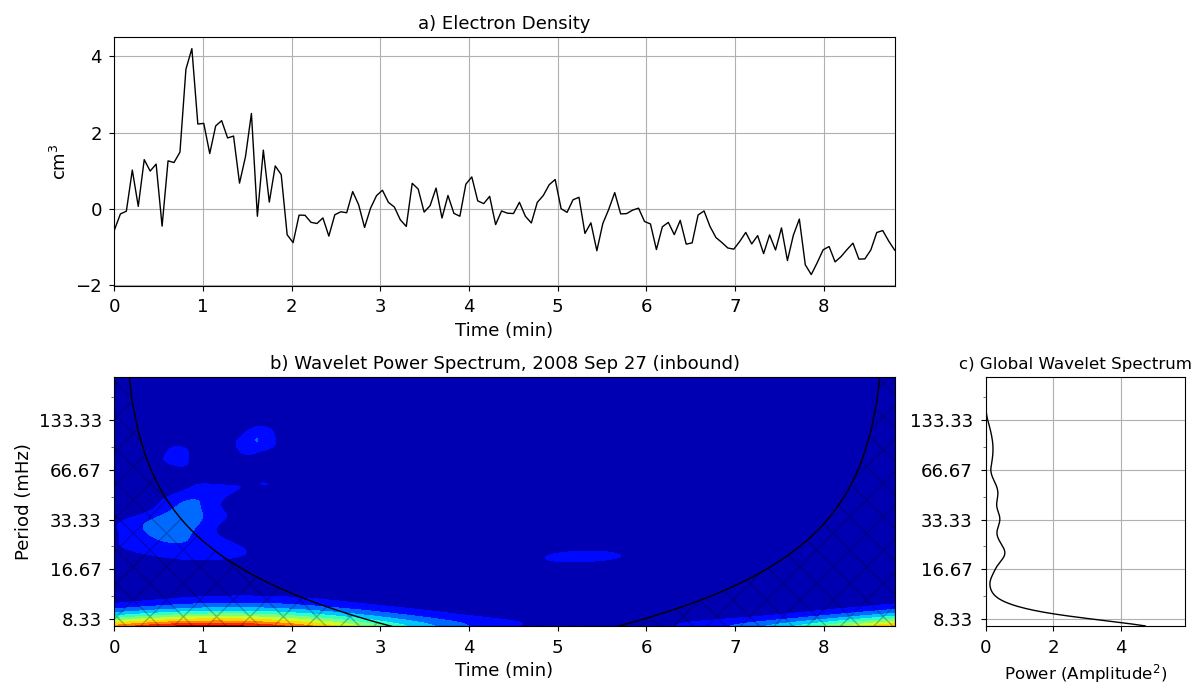 a) Electron Density
4
2
0
−2
cm³
0 1 2 3 4 5 6 7 8
Time (min)
b) Wavelet Power Spectrum, 2008 Sep 27 (inbound)
c) Global Wavelet Spectrum
133.33
66.67
33.33
16.67
8.33
Period (mHz)
0 1 2 3 4 5 6 7 8
Time (min)
133.33
66.67
33.33
16.67
8.33
0 2 4
Power (Amplitude²)